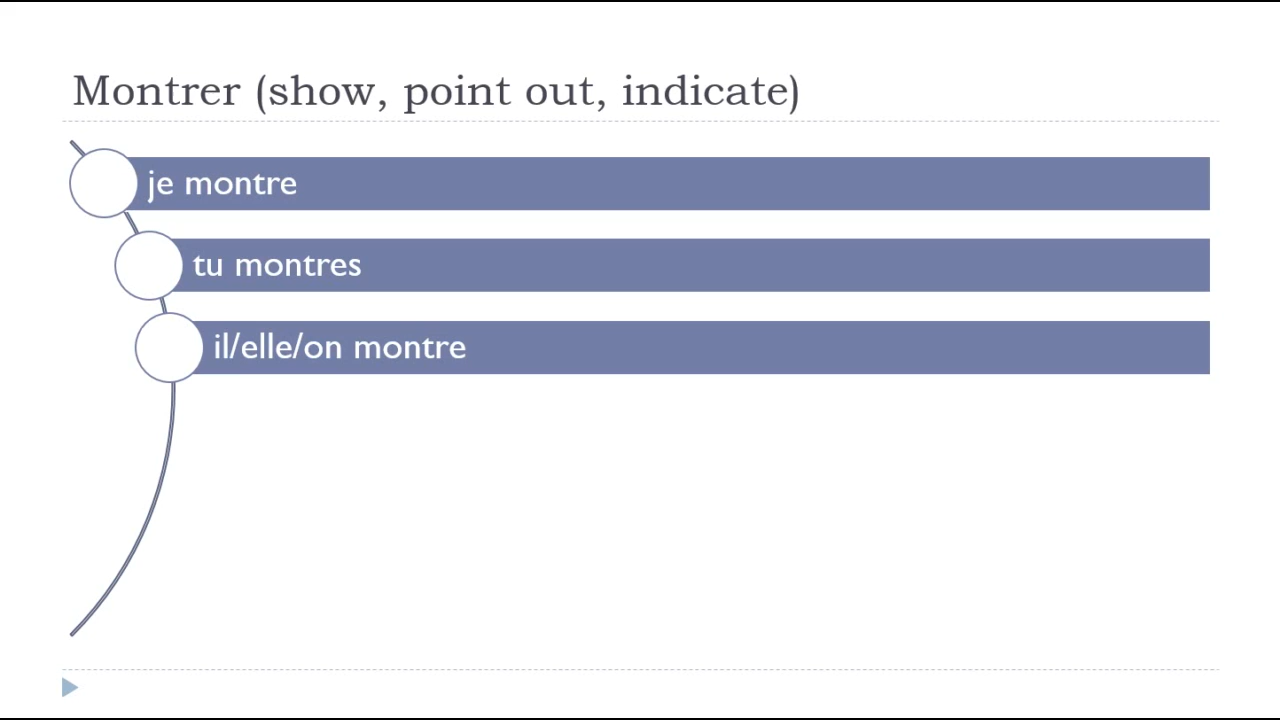 Montrer (show, point out, indicate)
je montre
tu montres
il/elle/on montre